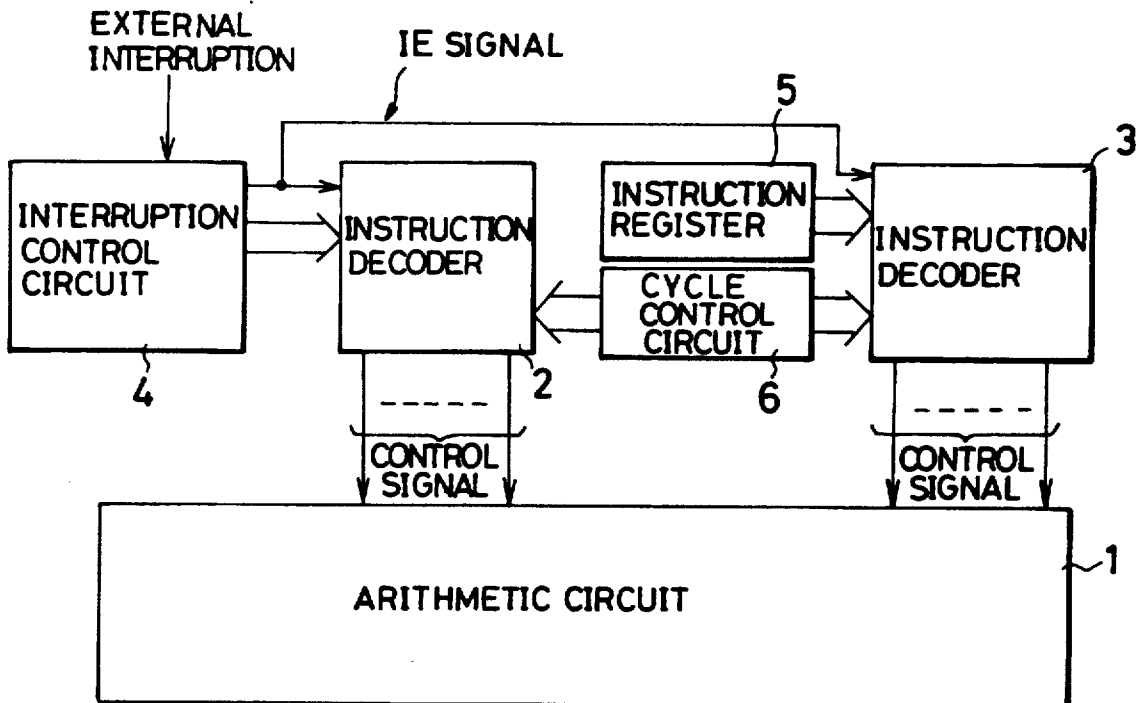 EXTERNAL
INTERRUPTION
IE SIGNAL
5
3
INTERRUPTION
CONTROL
CIRCUIT
INSTRUCTION
DECODER
INSTRUCTION
REGISTER
INSTRUCTION
DECODER
CYCLE
CONTROL
CIRCUIT
4
2
6
CONTROL
SIGNAL
CONTROL
SIGNAL
1
ARITHMETIC CIRCUIT